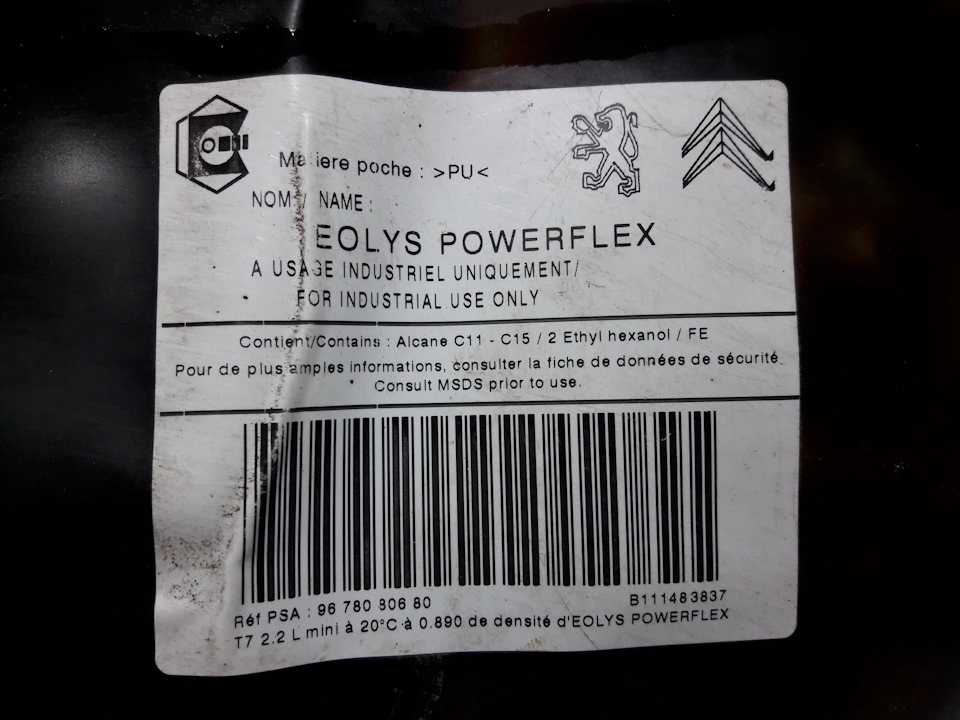 Matiere poche : >PU<
NOM / NAME :
EOLYS POWERFLEX
A USAGE INDUSTRIEL UNIQUEMENT/
FOR INDUSTRIAL USE ONLY
Contient/Contains : Alcane C11 - C15 / 2 Ethyl hexanol / FE
Pour de plus amples informations, consulter la fiche de données de sécurité
Consult MSDS prior to use.
Réf PSA : 96 780 806 80
B111483837
T7 2.2 L mini à 20°C à 0.890 de densité d'EOLYS POWERFLEX